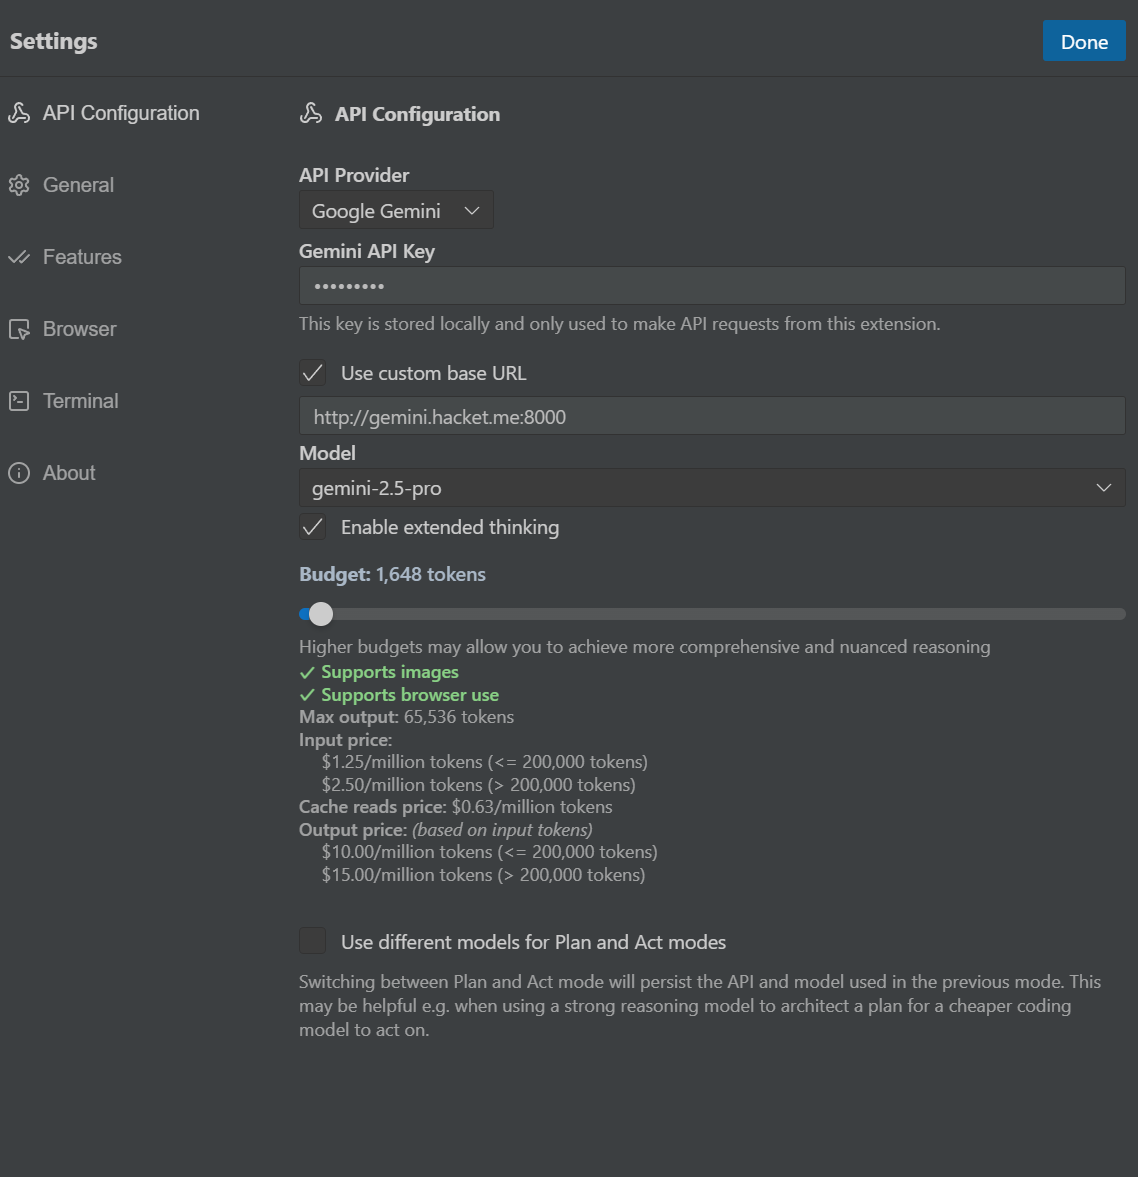 Settings
Done
API Configuration
General
Features
Browser
Terminal
About
API Configuration
API Provider
Google Gemini
Gemini API Key
•••••••••
This key is stored locally and only used to make API requests from this extension.
Use custom base URL
http://gemini.hacket.me:8000
Model
gemini-2.5-pro
Enable extended thinking
Budget: 1,648 tokens
Higher budgets may allow you to achieve more comprehensive and nuanced reasoning
Supports images
Supports browser use
Max output: 65,536 tokens
Input price:
$1.25/million tokens (<= 200,000 tokens)
$2.50/million tokens (> 200,000 tokens)
Cache reads price: $0.63/million tokens
Output price: (based on input tokens)
$10.00/million tokens (<= 200,000 tokens)
$15.00/million tokens (> 200,000 tokens)
Use different models for Plan and Act modes
Switching between Plan and Act mode will persist the API and model used in the previous mode. This
may be helpful e.g. when using a strong reasoning model to architect a plan for a cheaper coding
model to act on.